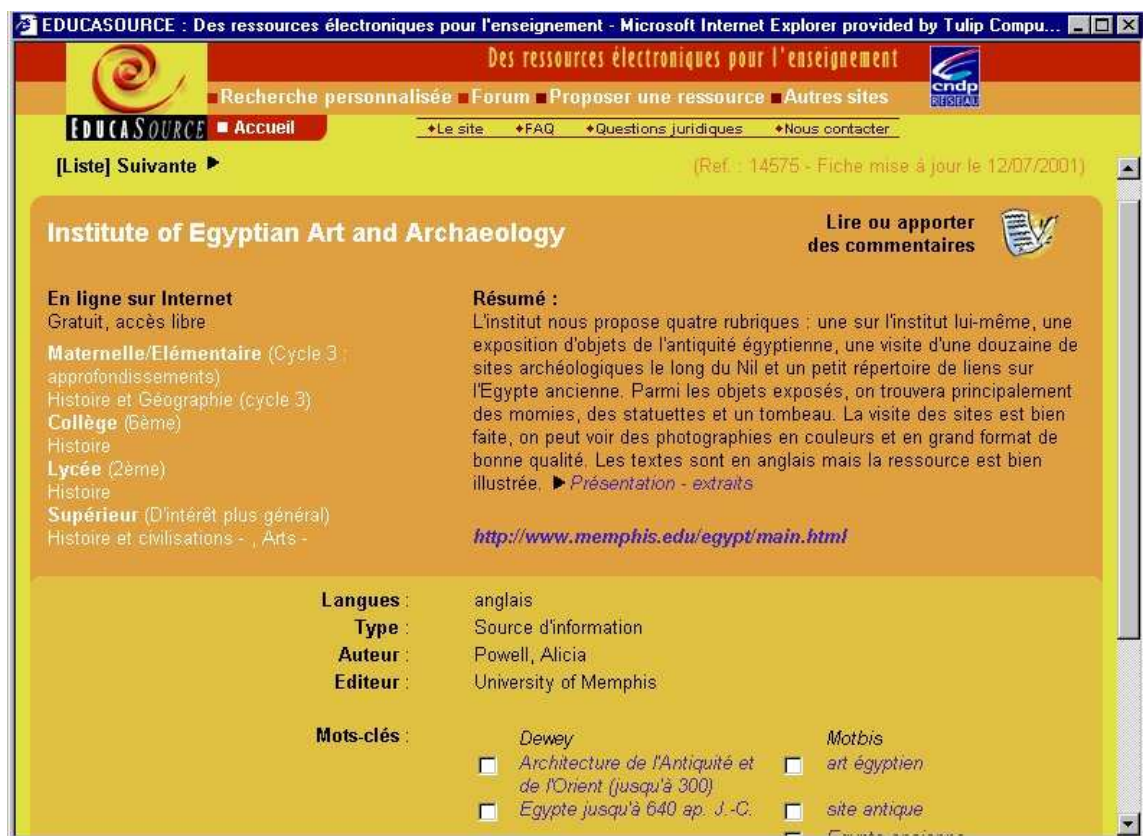 EDUCASOURCE : Des ressources électroniques pour l'enseignement - Microsoft Internet Explorer provided by Tulip Compu...
Des ressources électroniques pour l'enseignement
cndp
RESEAU
Recherche personnalisée Forum Proposer une ressource Autres sites
EDUCASOURCE Accueil
Le site FAQ Questions juridiques Nous contacter
[Liste] Suivante
(Ref. : 14575 - Fiche mise à jour le 12/07/2001)
Institute of Egyptian Art and Archaeology
Lire ou apporter
des commentaires
En ligne sur Internet
Gratuit, accès libre
Maternelle/Elémentaire (Cycle 3 :
approfondissements)
Histoire et Géographie (cycle 3)
Collège (6ème)
Histoire
Lycée (2ème)
Histoire
Supérieur (D'intérêt plus général)
Histoire et civilisations - , Arts -
Résumé :
L'institut nous propose quatre rubriques : une sur l'institut lui-même, une
exposition d'objets de l'antiquité égyptienne, une visite d'une douzaine de
sites archéologiques le long du Nil et un petit répertoire de liens sur
l'Egypte ancienne. Parmi les objets exposés, on trouvera principalement
des momies, des statuettes et un tombeau. La visite des sites est bien
faite, on peut voir des photographies en couleurs et en grand format de
bonne qualité. Les textes sont en anglais mais la ressource est bien
illustrée. Présentation - extraits
http://www.memphis.edu/egypt/main.html
Langues : anglais
Type : Source d'information
Auteur : Powell, Alicia
Editeur : University of Memphis
Mots-clés :
Dewey
Architecture de l'Antiquité et
de l'Orient (jusqu'à 300)
Egypte jusqu'à 640 ap. J.-C.
Motbis
art égyptien
site antique
Egypte ancienne